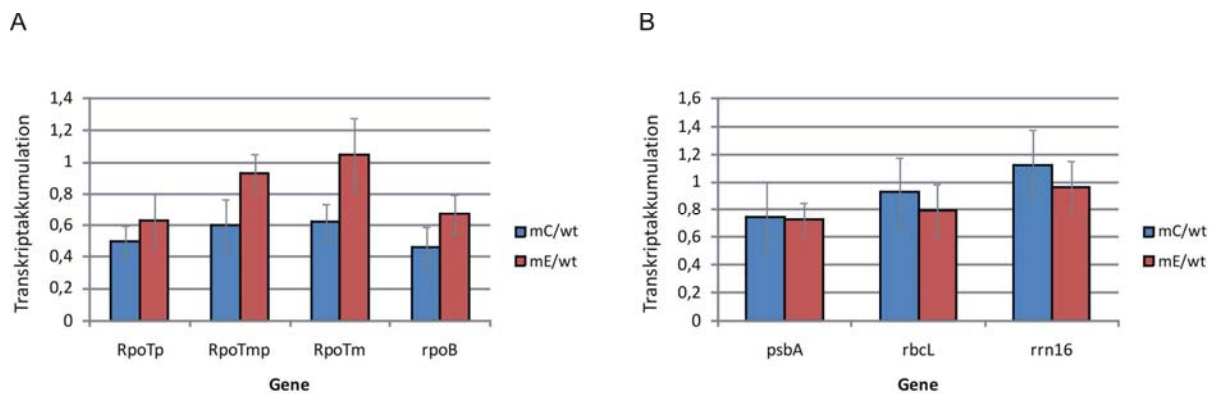 A
Transkriptakkumulation
1,4
1,2
1
0,8
0,6
0,4
0,2
0
RpoTp RpoTmp RpoTm rpoB
Gene
mC/wt
mE/wt
B
Transkriptakkumulation
1,6
1,4
1,2
1
0,8
0,6
0,4
0,2
0
psbA rbcL rrn16
Gene
mC/wt
mE/wt